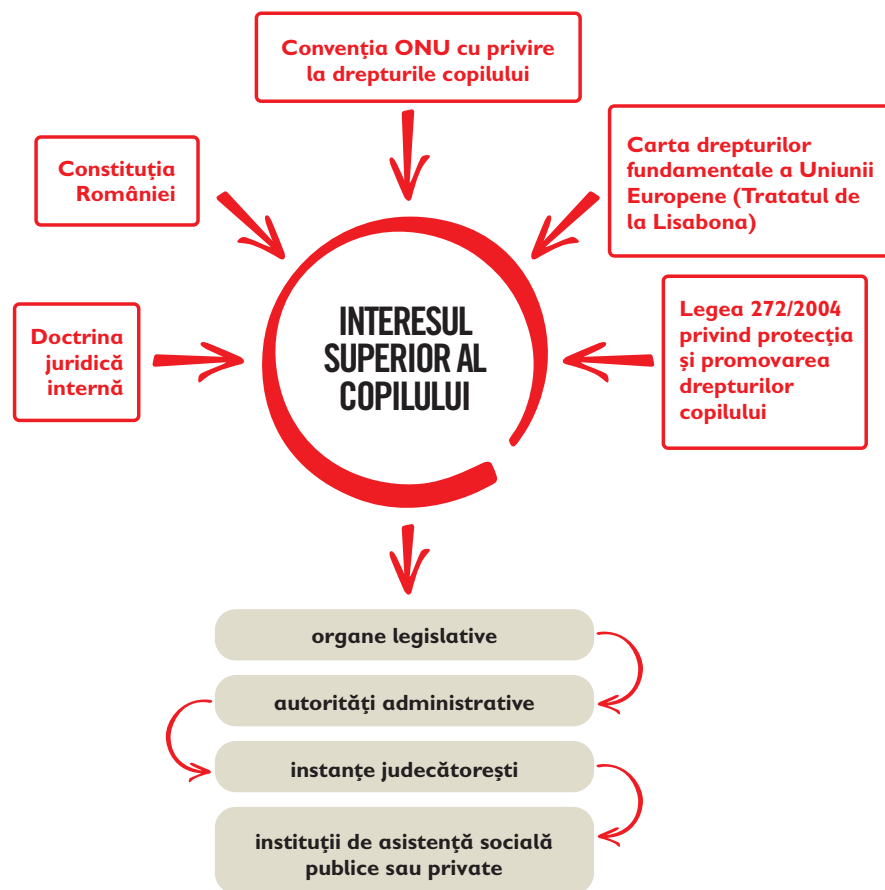 Convenția ONU cu privire
la drepturile copilului
Constituția
României
Carta drepturilor
fundamentale a Uniunii
Europene (Tratatul de
la Lisabona)
Doctrina
juridică
internă
INTERESUL
SUPERIOR AL
COPILULUI
Legea 272/2004
privind protecția
și promovarea
drepturilor
copilului
organe legislative
autorități administrative
instanțe judecătorești
instituții de asistență socială
publice sau private